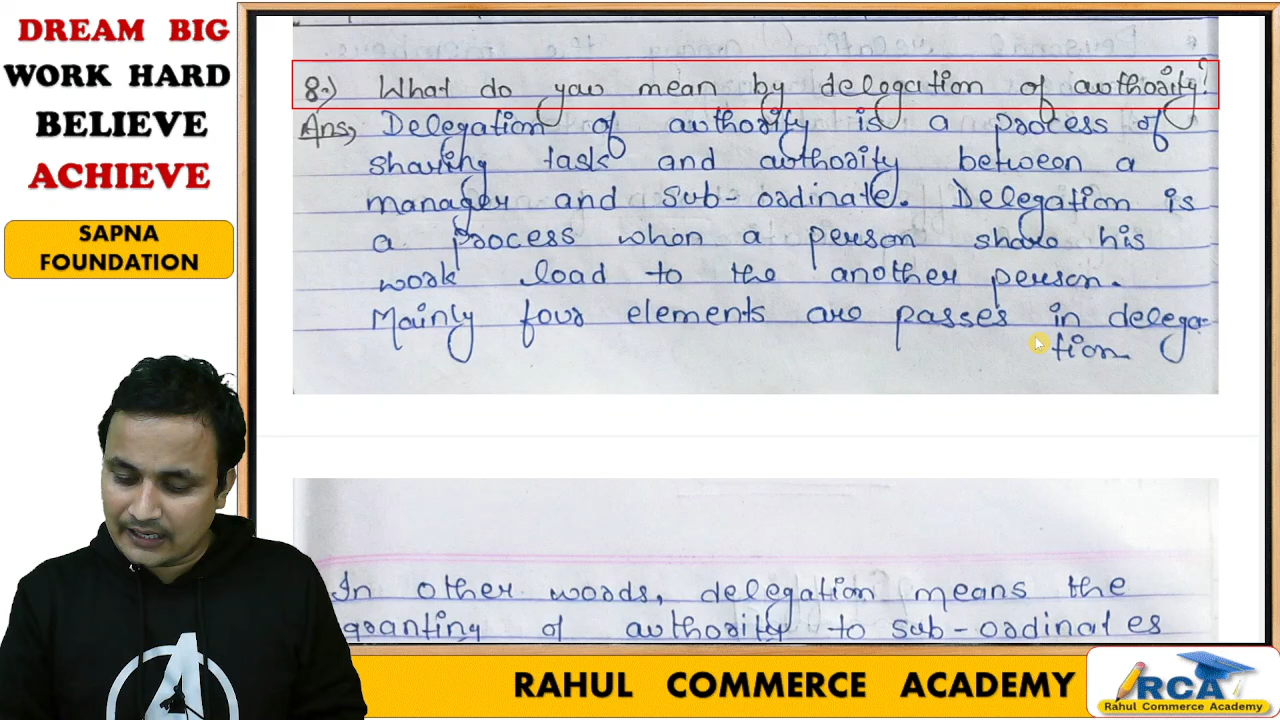 DREAM BIG
WORK HARD
BELIEVE
ACHIEVE
SAPNA
FOUNDATION
8.) What do you mean by delegation of authority?
Ans, Delegation of authority is a process of
sharing task and authority between a
manager and sub-ordinate. Delegation is
a process when a person share his
work load to the another person.
Mainly four elements are passes in delega-
tion.
In other words, delegation means the
granting of authority to sub-ordinates
RAHUL COMMERCE ACADEMY
RCA
Rahul Commerce Academy